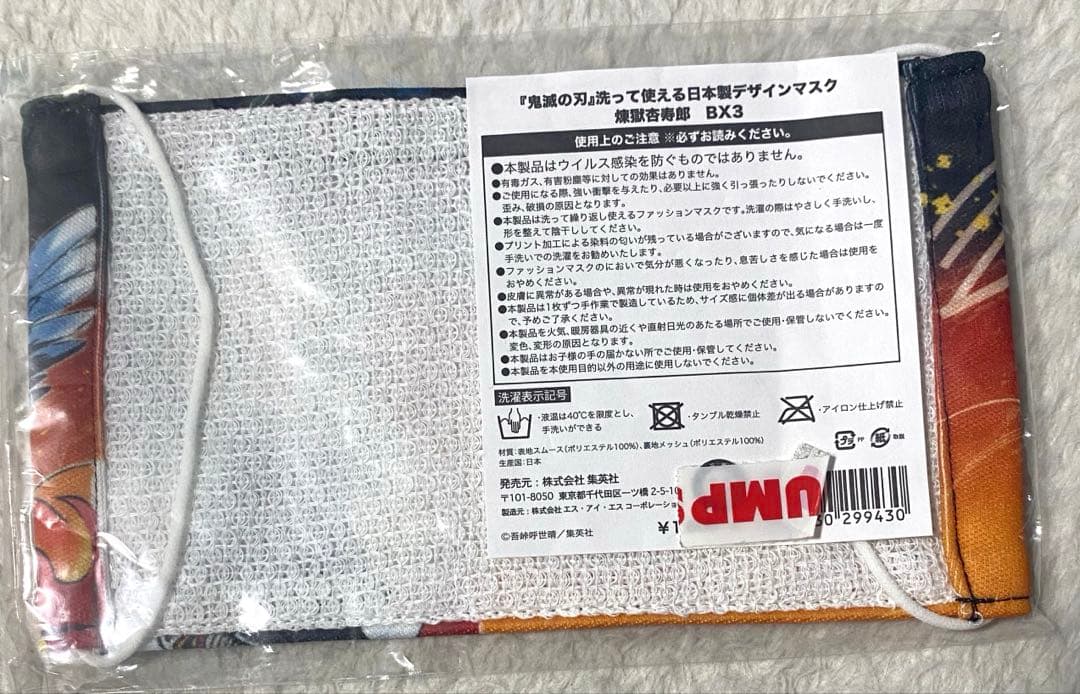 『鬼滅の刃』洗って使える日本製デザインマスク
煉獄杏寿郎 BX3
使用上のご注意 ※必ずお読みください。
●本製品はウイルス感染を防ぐものではありません。
●有毒ガス、有害粉塵等に対しての効果はありません。
●ご使用になる際、強い衝撃を与えたり、必要以上に強く引っ張ったりしないでください。
歪み、破損の原因となります。
●本製品は洗って繰り返し使えるファッションマスクです。洗濯の際はやさしく手洗いし、
形を整えて陰干ししてください。
●プリント加工による染料の匂いが残っている場合がございますので、気になる場合は一度
手洗いでの洗濯をお勧めいたします。
●ファッションマスクのにおいで気分が悪くなったり、息苦しさを感じた場合は使用を
おやめください。
●皮膚に異常がある場合や、異常が現れた時は使用をおやめください。
●本製品は1枚ずつ手作業で製造しているため、サイズ感に個体差が出る場合がありますの
で、予めご了承ください。
●本製品を火気、暖房器具の近くや直射日光のあたる場所でご使用・保管しないでください。
変色、変形の原因となります。
●本製品はお子様の手の届かない所でご使用・保管してください。
●本製品を本使用目的以外の用途に使用しないでください。
洗濯表示記号
・液温は40℃を限度とし、
手洗いができる
・タンブル乾燥禁止
・アイロン仕上げ禁止
材質：表地スムース(ポリエステル100%)、裏地メッシュ(ポリエステル100%)
生産国：日本
プラ PP
紙
発売元：株式会社 集英社
〒101-8050 東京都千代田区一ツ橋 2-5-10
製造元：株式会社 エス・アイ・エス コーポレーショ
¥1
UMP
0299430
©吾峠呼世晴／集英社